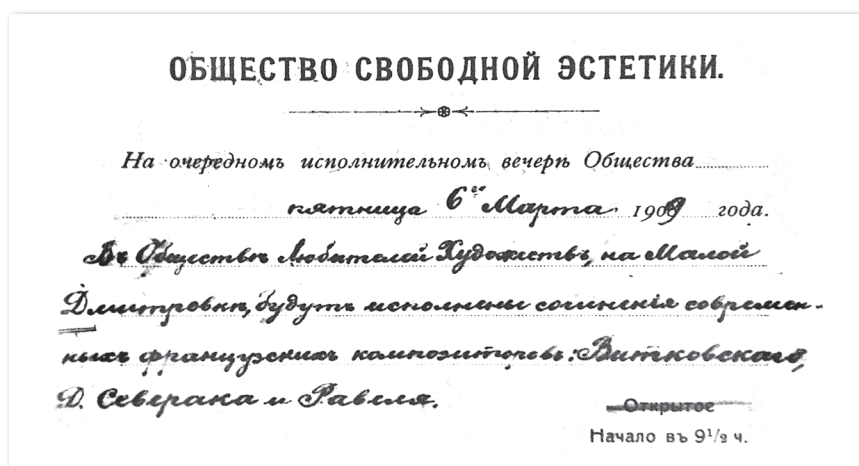 ОБЩЕСТВО СВОБОДНОЙ ЭСТЕТИКИ.
На очередномъ исполнительномъ вечерѣ Общества
пятница 6го Марта 1909 года.
Въ Обществѣ Любителей Художествъ, на Малой
Дмитровкѣ, будутъ исполнены сочиненія современ-
ныхъ французскихъ композиторовъ: Витковскаго,
Д. Северака и Равеля.
Открытое
Начало въ 9½ ч.